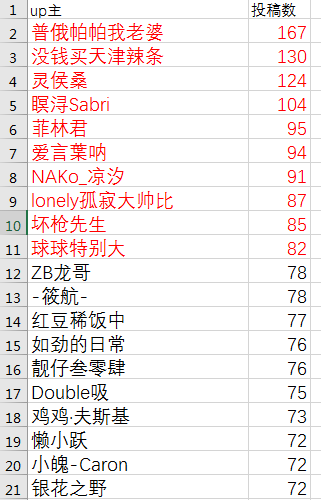 1 up主 投稿数
2 普俄帕帕我老婆 167
3 没钱买天津辣条 130
4 灵侯桑 124
5 瞑浔Sabri 104
6 菲林君 95
7 爱言葉呐 94
8 NAKo_凉汐 91
9 lonely孤寂大帅比 87
10 坏枪先生 85
11 球球特别大 82
12 ZB龙哥 78
13 -筱航- 78
14 红豆稀饭中 77
15 如劲的日常 76
16 靓仔叁零肆 76
17 Double吸 75
18 鸡鸡·夫斯基 73
19 懒小跃 72
20 小魄-Caron 72
21 银花之野 72